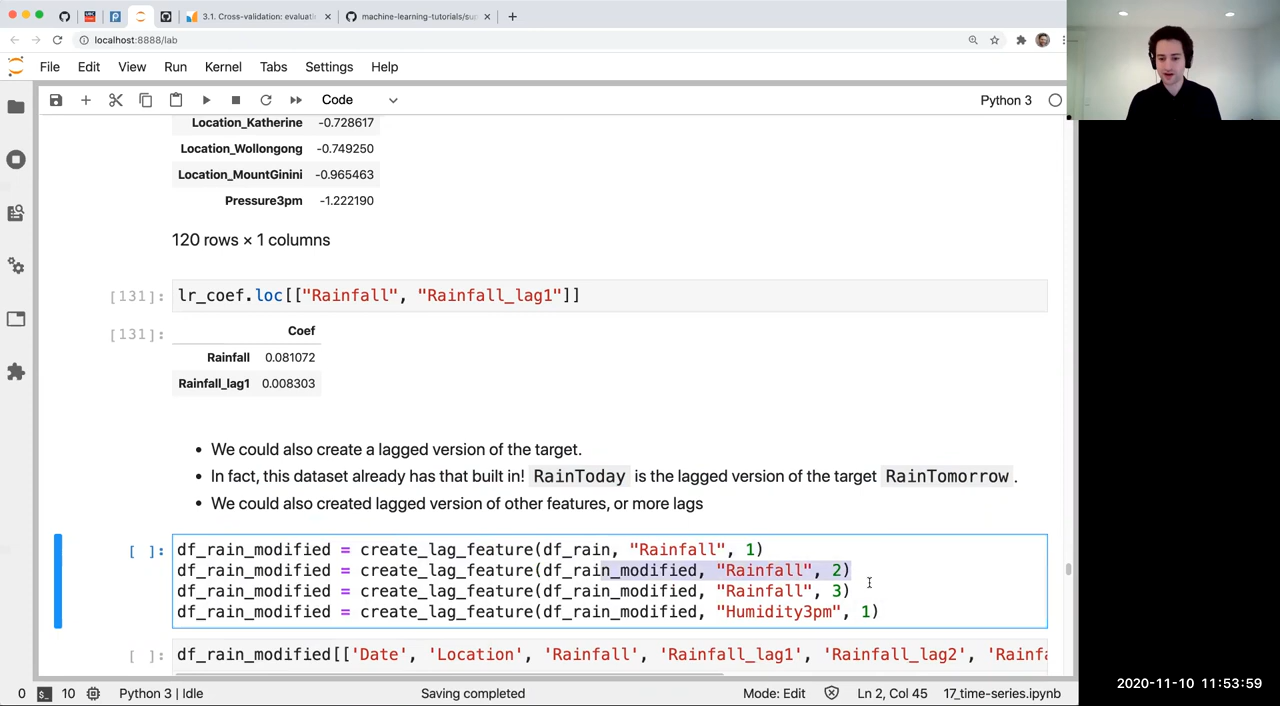 3.1. Cross-validation: evaluati
machine-learning-tutorials/sur
localhost:8888/lab
File Edit View Run Kernel Tabs Settings Help
Code
Python 3
Location_Katherine -0.728617
Location_Wollongong -0.749250
Location_MountGinini -0.965463
Pressure3pm -1.222190
120 rows × 1 columns
[131]: lr_coef.loc[["Rainfall", "Rainfall_lag1"]]
[131]:
Coef
Rainfall 0.081072
Rainfall_lag1 0.008303
• We could also create a lagged version of the target.
• In fact, this dataset already has that built in! RainToday is the lagged version of the target RainTomorrow.
• We could also created lagged version of other features, or more lags
[ ]: df_rain_modified = create_lag_feature(df_rain, "Rainfall", 1)
df_rain_modified = create_lag_feature(df_rain_modified, "Rainfall", 2)
df_rain_modified = create_lag_feature(df_rain_modified, "Rainfall", 3)
df_rain_modified = create_lag_feature(df_rain_modified, "Humidity3pm", 1)
[ ]: df_rain_modified[['Date', 'Location', 'Rainfall', 'Rainfall_lag1', 'Rainfall_lag2', 'Rainfa
0 10 Python 3 | Idle Saving completed Mode: Edit Ln 2, Col 45 17_time-series.ipynb
2020-11-10 11:53:59